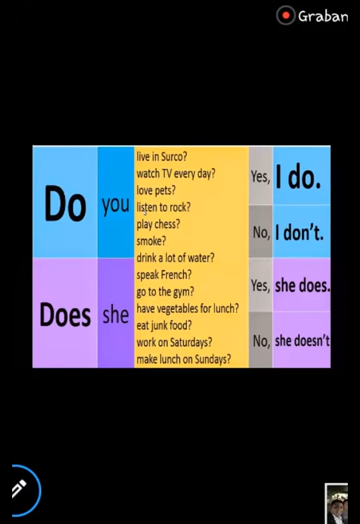 Graban
Do
you
live in Surco?
watch TV every day?
love pets?
listen to rock?
play chess?
smoke?
drink a lot of water?
speak French?
go to the gym?
have vegetables for lunch?
eat junk food?
work on Saturdays?
make lunch on Sundays?
Yes, I do.
No, I don't.
Does
she
Yes, she does.
No, she doesn't